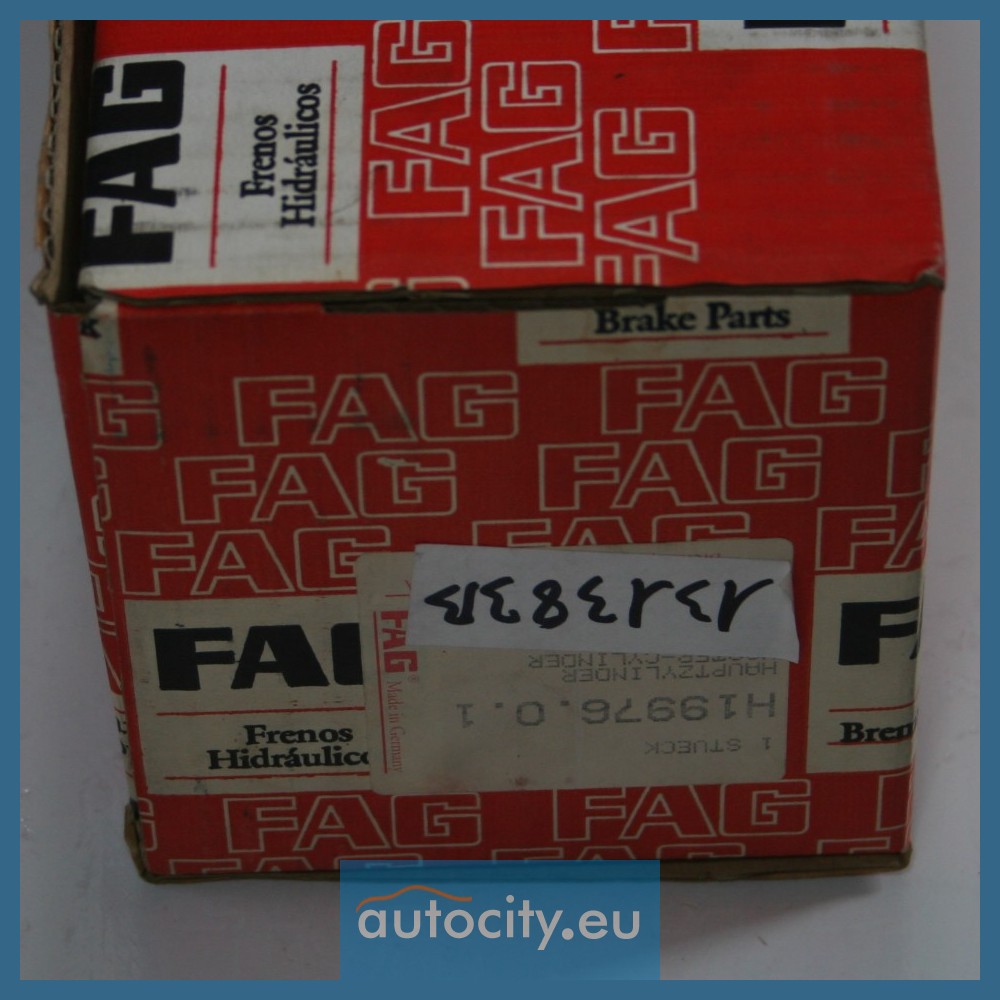 FAG
Frenos
Hidráulicos
FAG
FAG
FAG
FAG
Brake Parts
FAG FAG
FAG FAG
FAG
Frenos
FAG
Made in Germany
1 STUECK
H19976.0.1
HAUPTZYLINDER
FAG FAG
autocity.eu